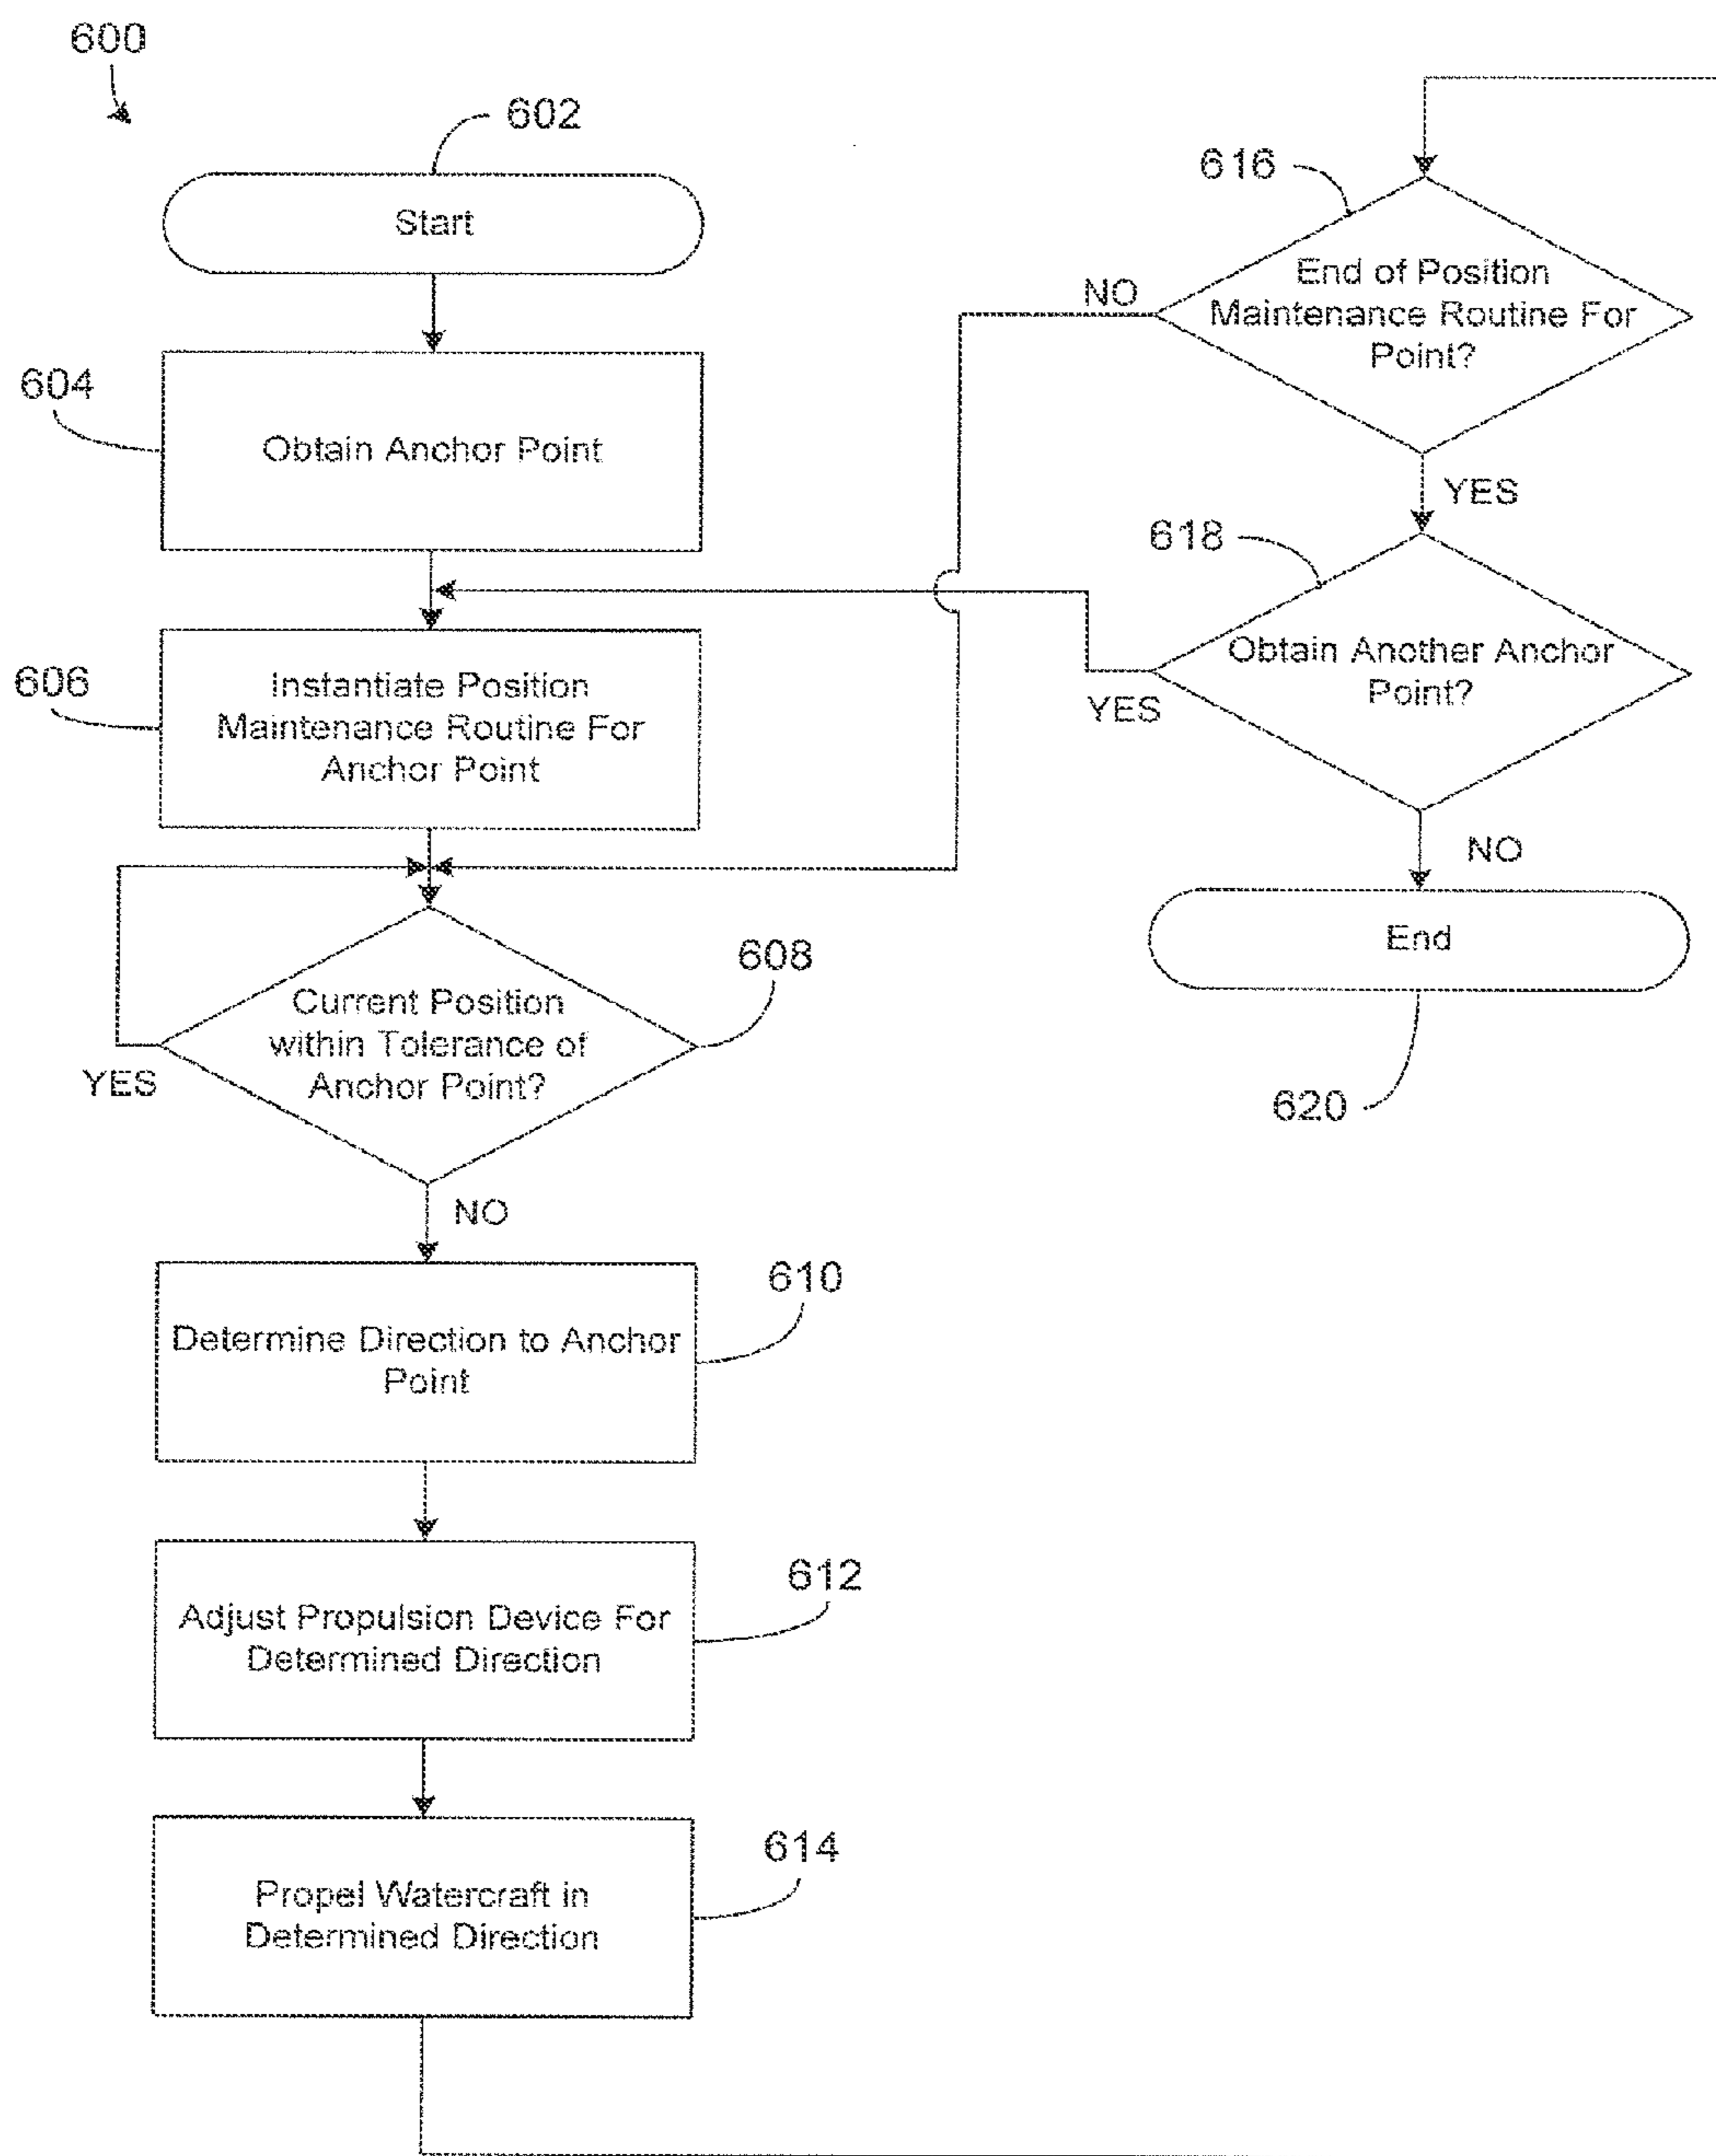 600
602
Start
604
Obtain Anchor Point
606
Instantiate Position
Maintenance Routine For
Anchor Point
608
Current Position
within Tolerance of
Anchor Point?
YES
NO
610
Determine Direction to Anchor
Point
612
Adjust Propulsion Device For
Determined Direction
614
Propel Watercraft in
Determined Direction
616
End of Position
Maintenance Routine For
Point?
NO
YES
618
Obtain Another Anchor
Point?
YES
NO
End
620